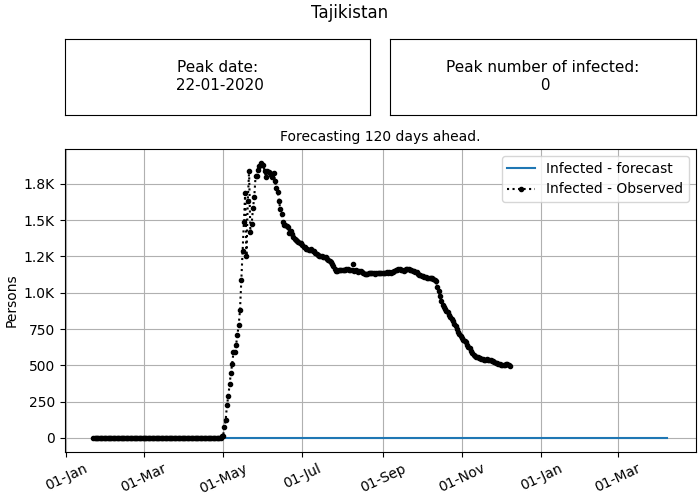 Tajikistan
Peak date:
22-01-2020
Peak number of infected:
0
Forecasting 120 days ahead.
Infected - forecast
Infected - Observed
Persons
1.8K
1.5K
1.2K
1.0K
750
500
250
0
01-Jan
01-Mar
01-May
01-Jul
01-Sep
01-Nov
01-Jan
01-Mar